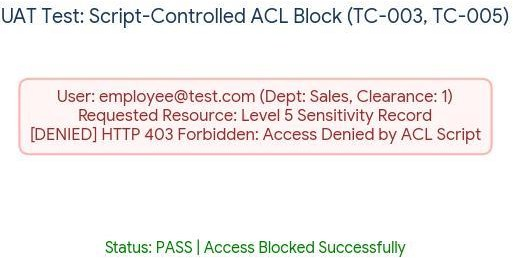 UAT Test: Script-Controlled ACL Block (TC-003, TC-005)
User: employee@test.com (Dept: Sales, Clearance: 1)
Requested Resource: Level 5 Sensitivity Record
[DENIED] HTTP 403 Forbidden: Access Denied by ACL Script
Status: PASS | Access Blocked Successfully